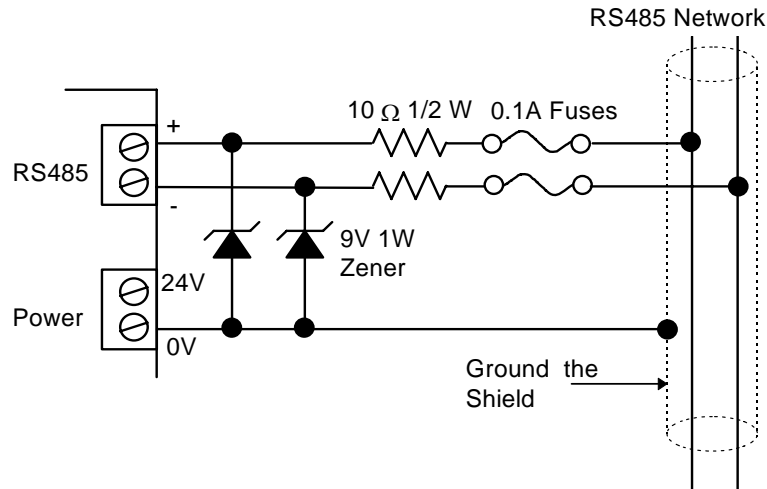 RS485 Network
10 Ω 1/2 W
0.1A Fuses
+
RS485
-
9V 1W
Zener
24V
Power
0V
Ground the
Shield